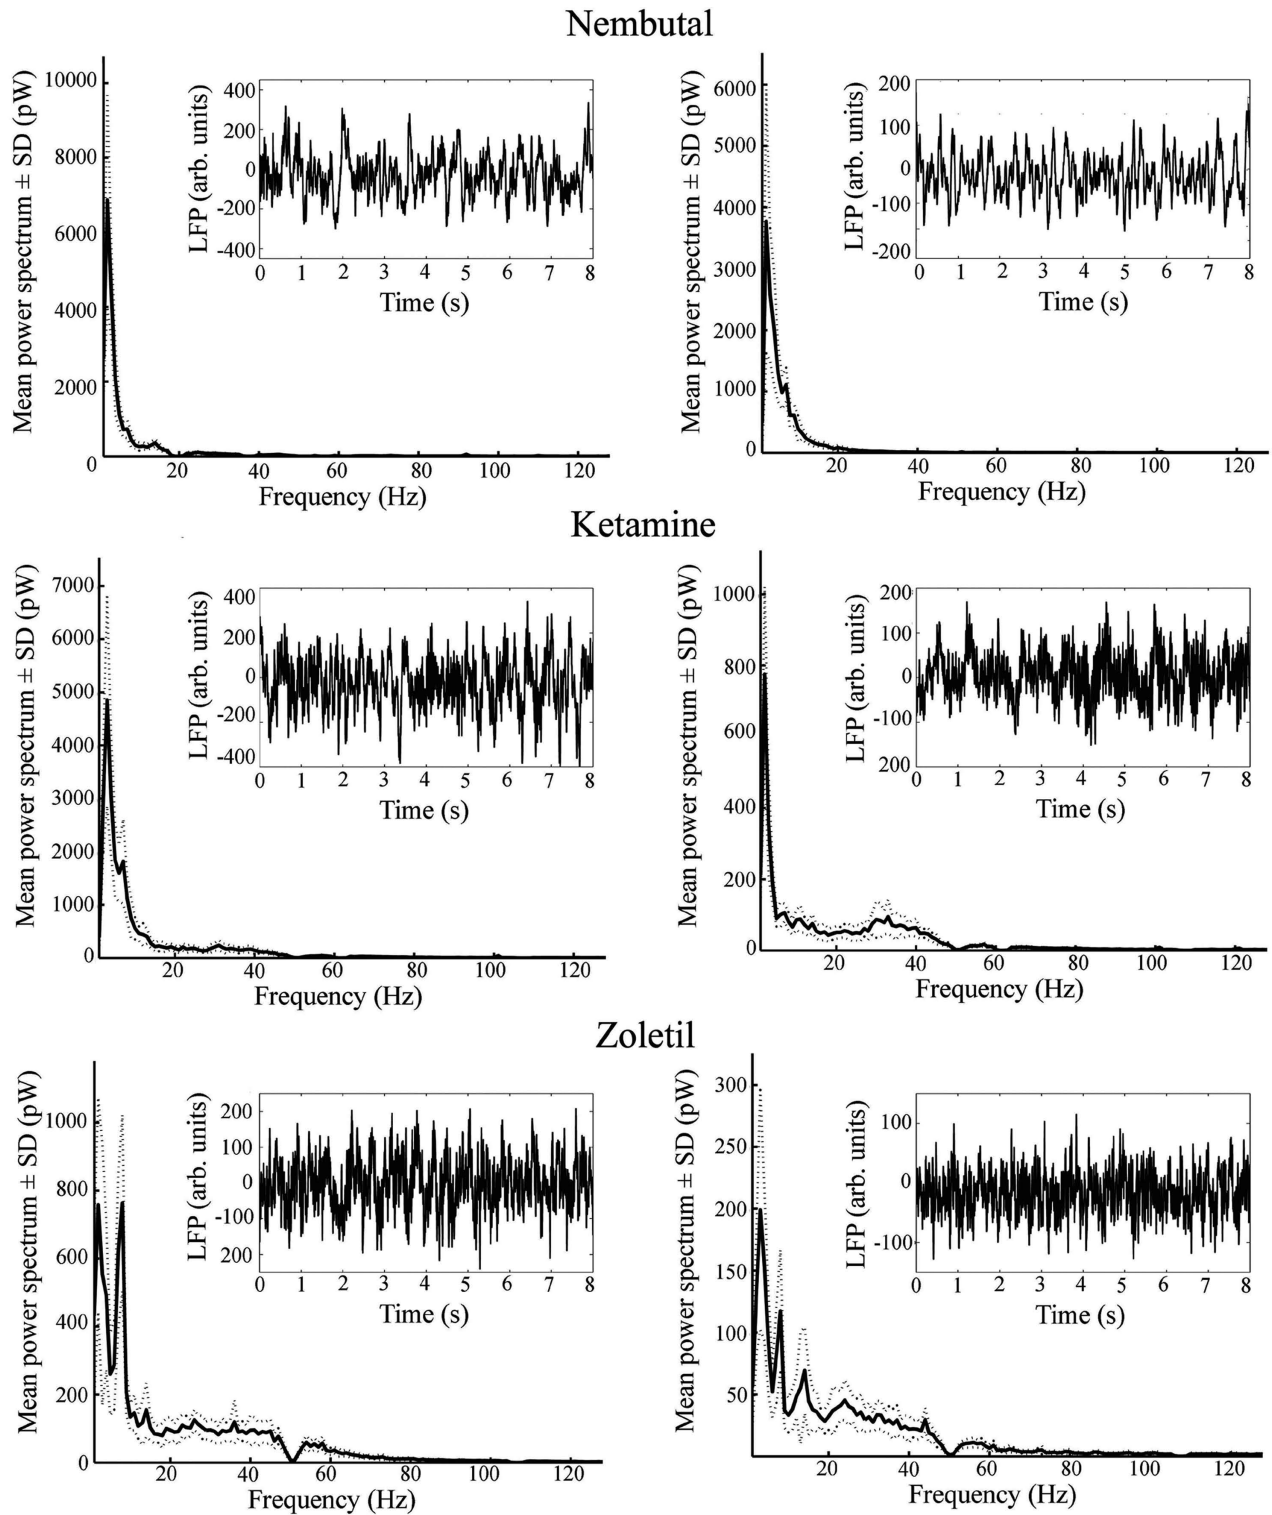 Nembutal
Mean power spectrum ± SD (pW)
10000
8000
6000
4000
2000
0
20 40 60 80 100 120
Frequency (Hz)
LFP (arb. units)
400
200
0
-200
-400
0 1 2 3 4 5 6 7 8
Time (s)
Mean power spectrum ± SD (pW)
6000
5000
4000
3000
2000
1000
0
20 40 60 80 100 120
Frequency (Hz)
LFP (arb. units)
200
100
0
-100
-200
0 1 2 3 4 5 6 7 8
Time (s)
Ketamine
Mean power spectrum ± SD (pW)
7000
6000
5000
4000
3000
2000
1000
0
20 40 60 80 100 120
Frequency (Hz)
LFP (arb. units)
400
200
0
-200
-400
0 1 2 3 4 5 6 7 8
Time (s)
Mean power spectrum ± SD (pW)
1000
800
600
400
200
0
20 40 60 80 100 120
Frequency (Hz)
LFP (arb. units)
200
100
0
-100
200
0 1 2 3 4 5 6 7 8
Time (s)
Zoletil
Mean power spectrum ± SD (pW)
1000
800
600
400
200
0
20 40 60 80 100 120
Frequency (Hz)
LFP (arb. units)
200
100
0
-100
200
0 1 2 3 4 5 6 7 8
Time (s)
Mean power spectrum ± SD (pW)
300
250
200
150
100
50
20 40 60 80 100 120
Frequency (Hz)
LFP (arb. units)
100
0
-100
0 1 2 3 4 5 6 7 8
Time (s)